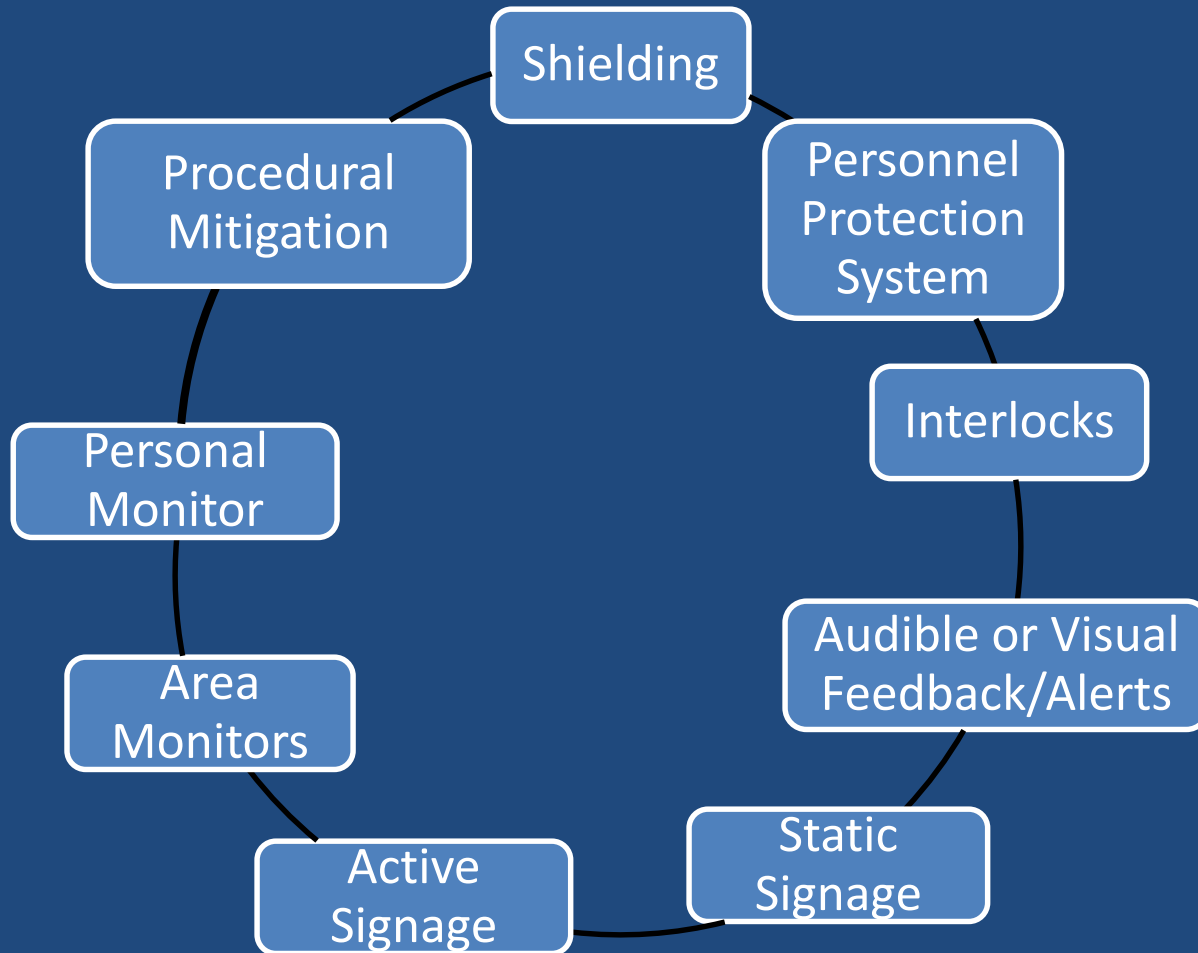 Shielding
Personnel
Protection
System
Interlocks
Audible or Visual
Feedback/Alerts
Static
Signage
Active
Signage
Area
Monitors
Personal
Monitor
Procedural
Mitigation